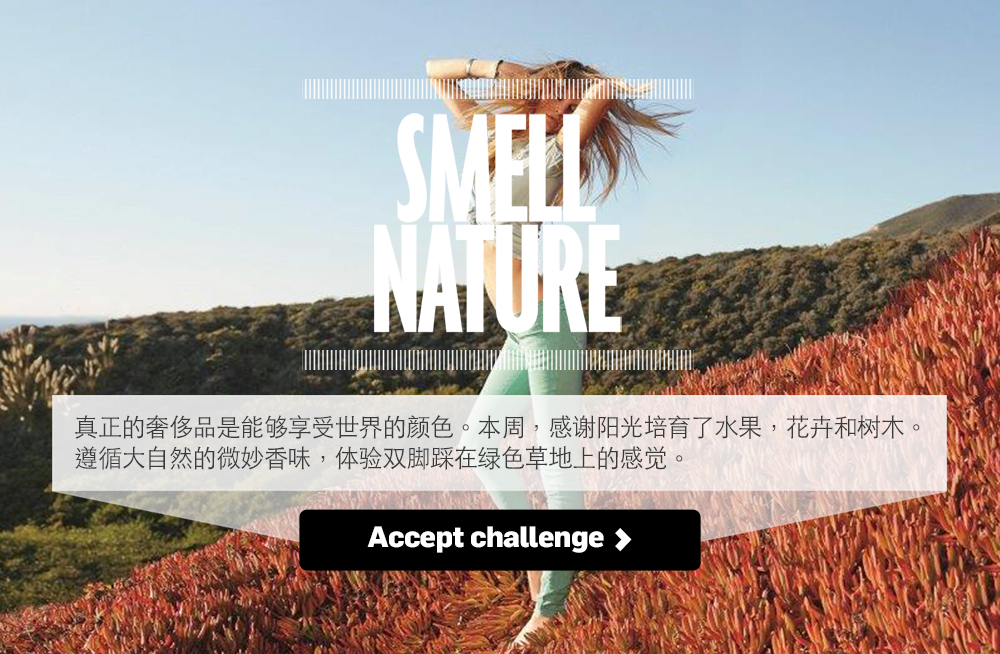 SMELL
NATURE
真正的奢侈品是能够享受世界的颜色。本周，感谢阳光培育了水果，花卉和树木。
遵循大自然的微妙香味，体验双脚踩在绿色草地上的感觉。
Accept challenge